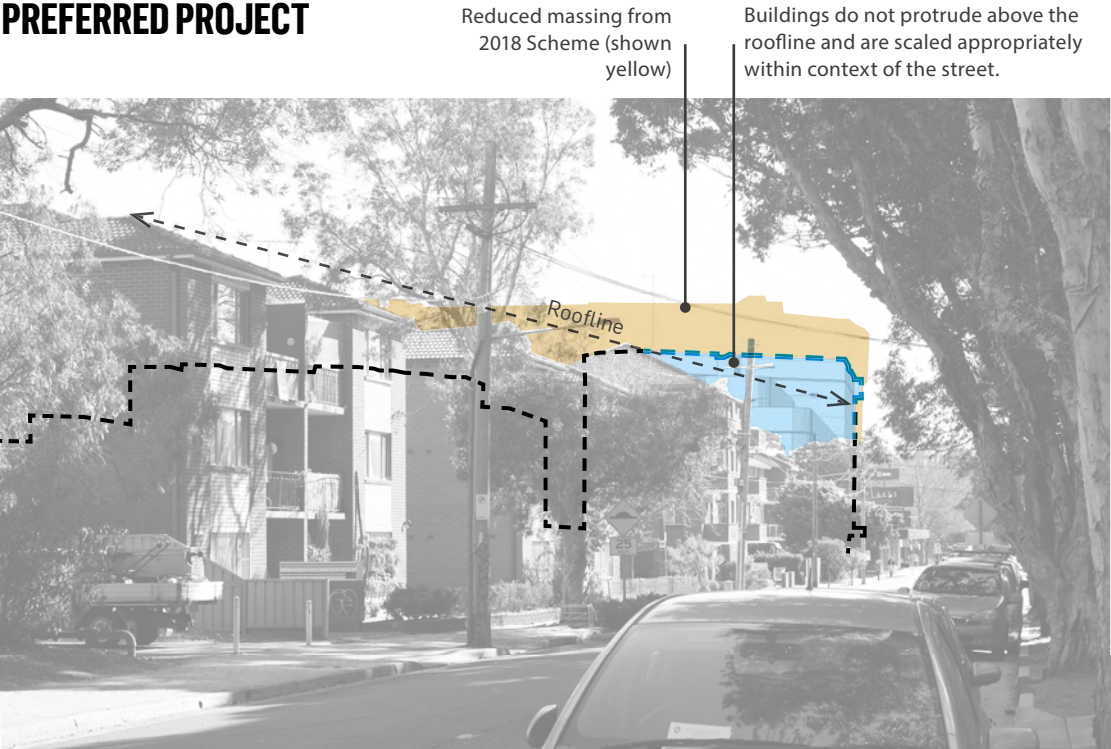 PREFERRED PROJECT
Reduced massing from
2018 Scheme (shown
yellow)
Buildings do not protrude above the
roofline and are scaled appropriately
within context of the street.
Roofline